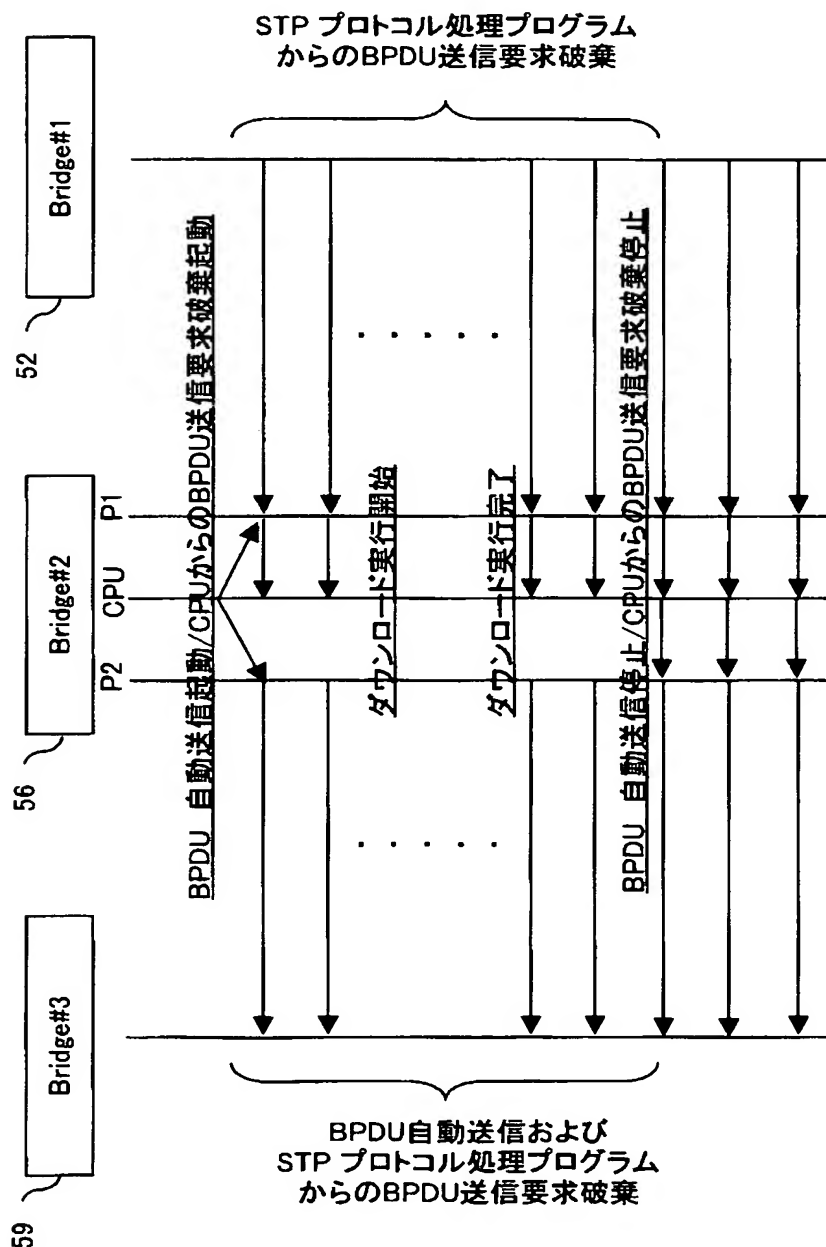 STP プロトコル処理プログラム
からのBPDU送信要求破棄
Bridge#1
52
Bridge#2
56
Bridge#3
59
P1
CPU
P2
BPDU 自動送信起動/CPUからのBPDU送信要求破棄起動
ダウンロード実行開始
ダウンロード実行完了
BPDU 自動送信停止/CPUからのBPDU送信要求破棄停止
BPDU自動送信および
STP プロトコル処理プログラム
からのBPDU送信要求破棄